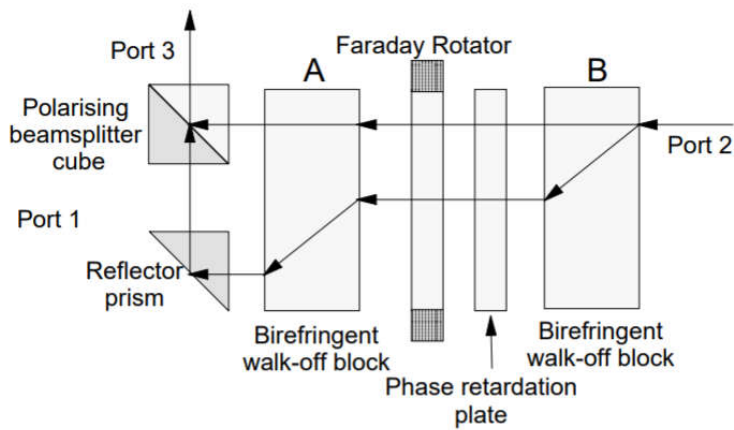 Port 3
Faraday Rotator
A
B
Polarising
beamsplitter
cube
Port 2
Port 1
Reflector
prism
Birefringent
walk-off block
Birefringent
walk-off block
Phase retardation
plate